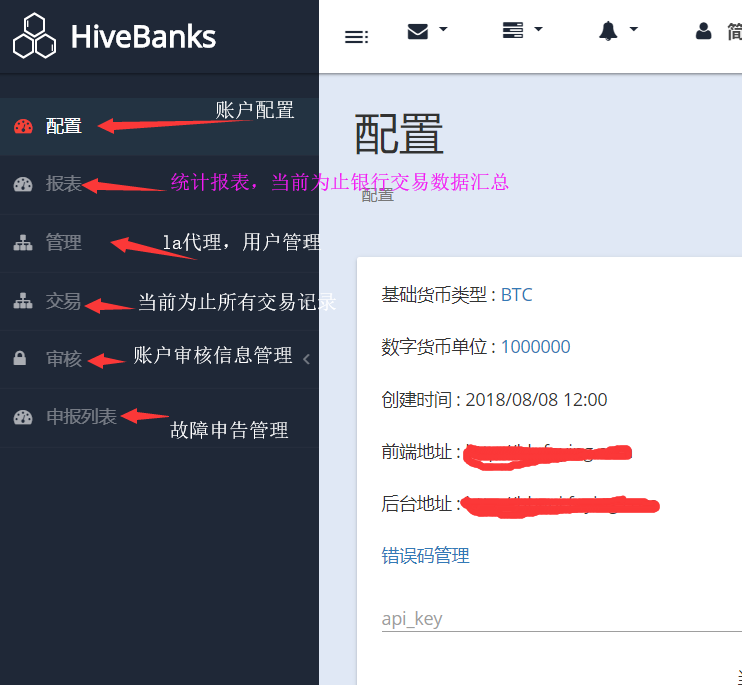 HiveBanks
简
配置
账户配置
报表
统计报表，当前为止银行交易数据汇总
管理
la代理，用户管理
交易
当前为止所有交易记录
审核
账户审核信息管理
申报列表
故障申告管理
配置
配置
基础货币类型 : BTC
数字货币单位 : 1000000
创建时间 : 2018/08/08 12:00
前端地址 :
后台地址 :
错误码管理
api_key